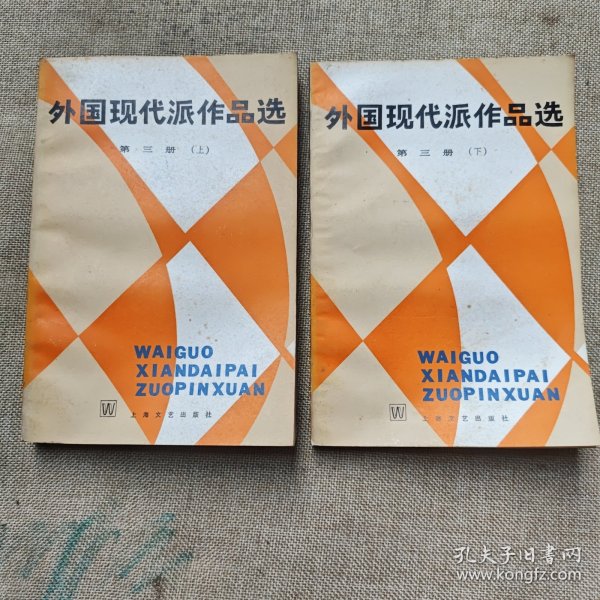 外国现代派作品选
第三册（上）
WAIGUO
XIANDAIPAI
ZUOPINXUAN
W
上海文艺出版社
外国现代派作品选
第三册（下）
WAIGUO
XIANDAIPAI
ZUOPINXUAN
W
上海文艺出版社
孔夫子旧書网
www.kongfz.com